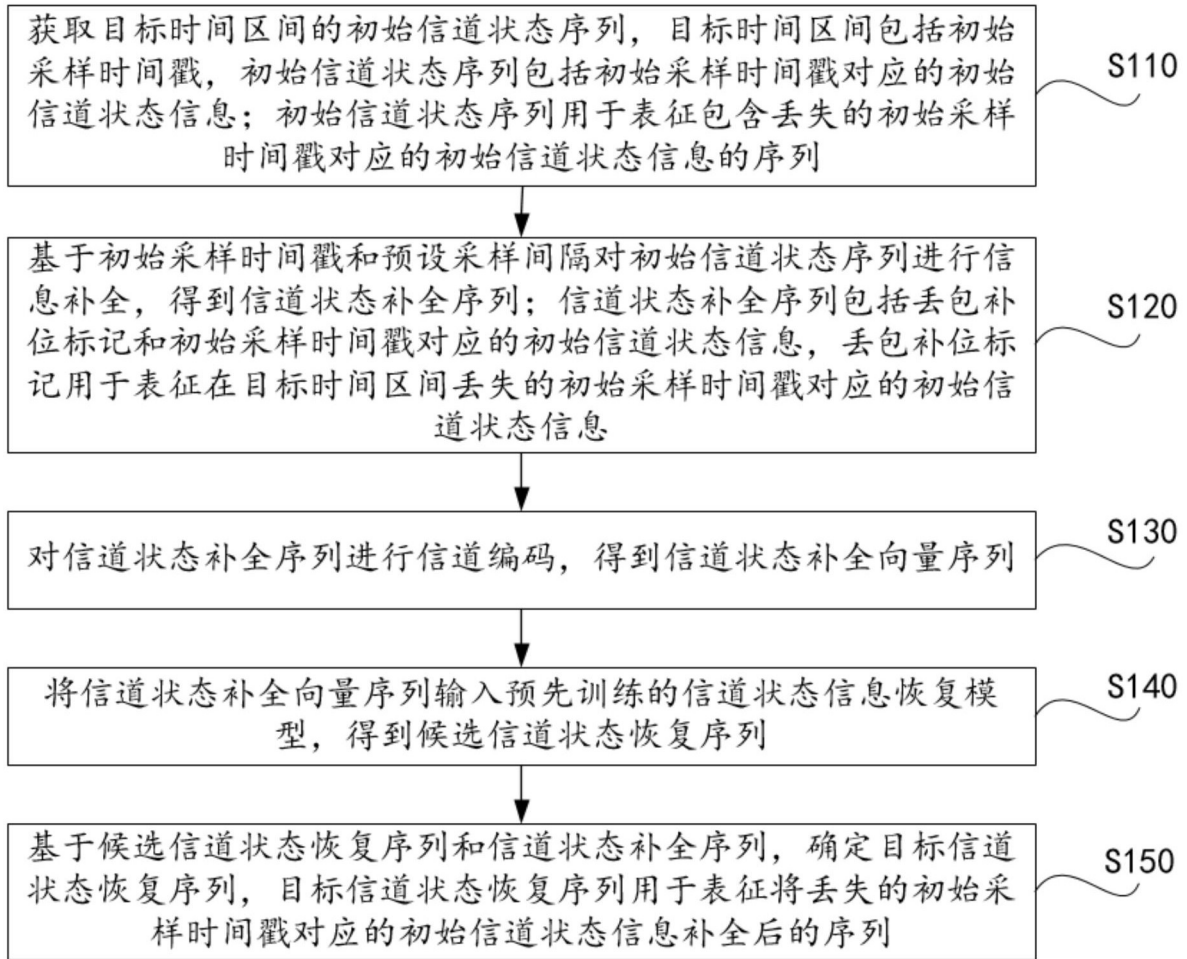 获取目标时间区间的初始信道状态序列，目标时间区间包括初始
采样时间戳，初始信道状态序列包括初始采样时间戳对应的初始
信道状态信息；初始信道状态序列用于表征包含丢失的初始采样
时间戳对应的初始信道状态信息的序列
S110
基于初始采样时间戳和预设采样间隔对初始信道状态序列进行信
息补全，得到信道状态补全序列；信道状态补全序列包括丢包补
位标记和初始采样时间戳对应的初始信道状态信息，丢包补位标
记用于表征在目标时间区间丢失的初始采样时间戳对应的初始信
道状态信息
S120
对信道状态补全序列进行信道编码，得到信道状态补全向量序列
S130
将信道状态补全向量序列输入预先训练的信道状态信息恢复模
型，得到候选信道状态恢复序列
S140
基于候选信道状态恢复序列和信道状态补全序列，确定目标信道
状态恢复序列，目标信道状态恢复序列用于表征将丢失的初始采
样时间戳对应的初始信道状态信息补全后的序列
S150